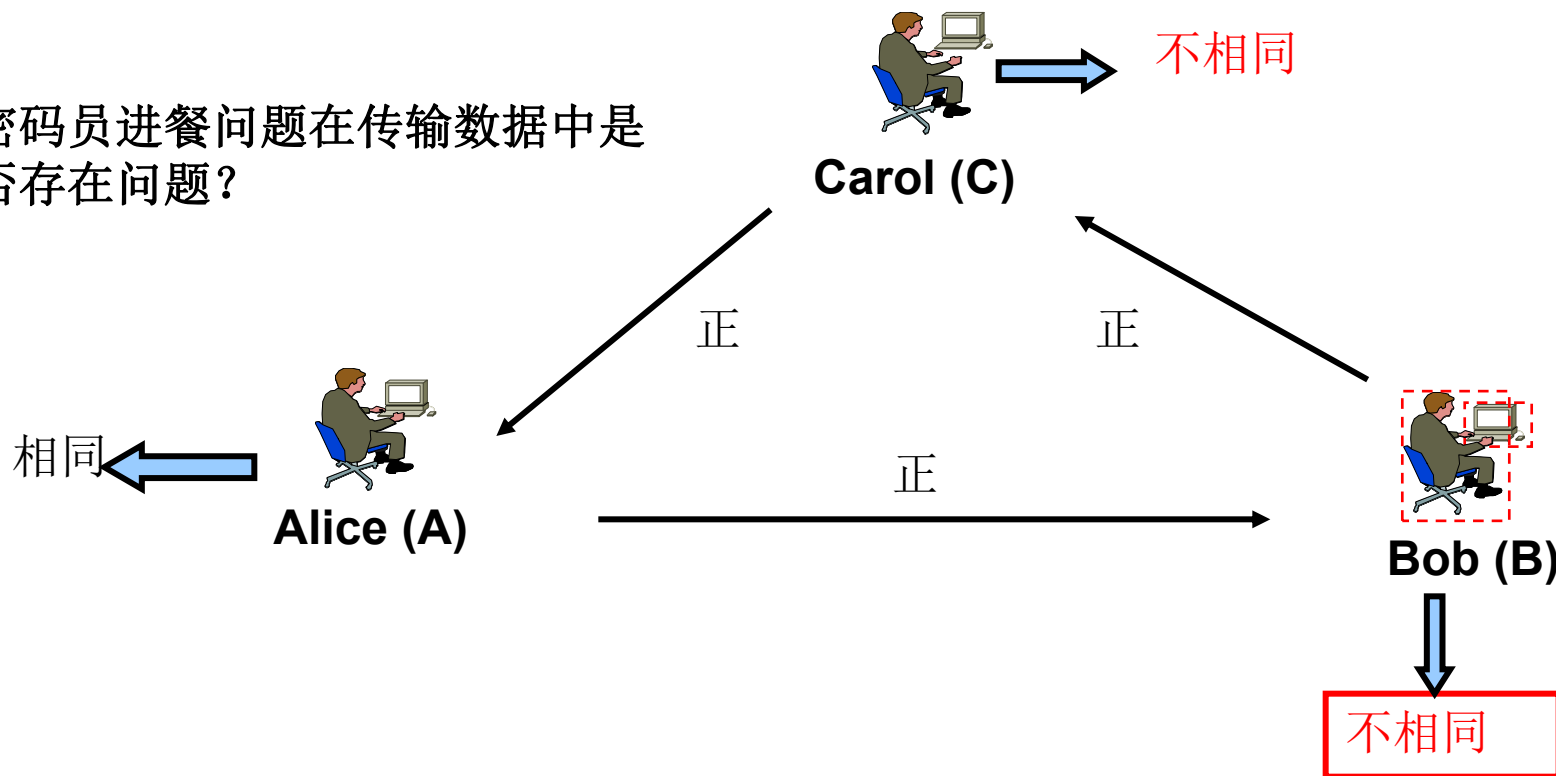 不相同
密码员进餐问题在传输数据中是
否存在问题？
Carol (C)
正
正
相同
正
Alice (A)
Bob (B)
不相同